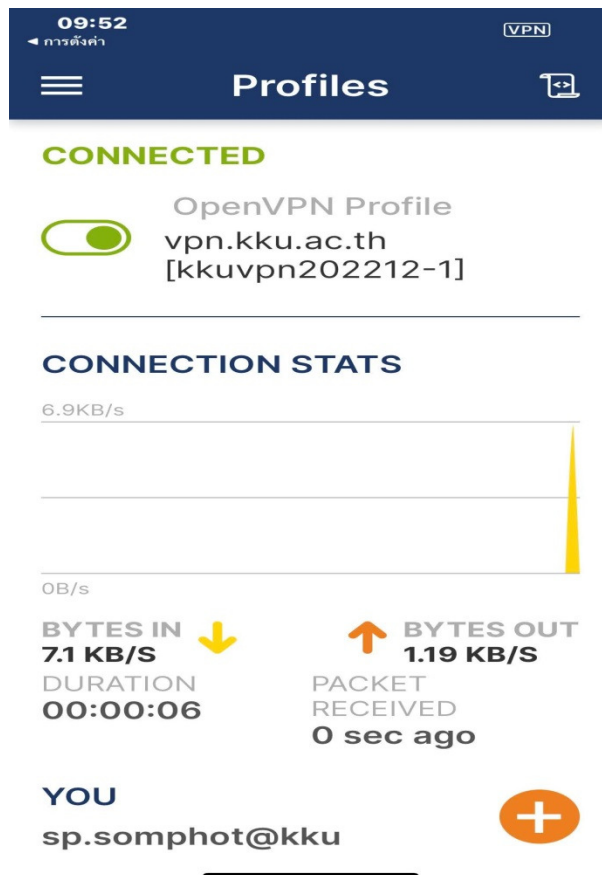 09:52
VPN
◀ การตั้งค่า
Profiles
CONNECTED
OpenVPN Profile
vpn.kku.ac.th
[kkuvpn202212-1]
CONNECTION STATS
6.9KB/s
0B/s
BYTES IN
BYTES OUT
7.1 KB/S
1.19 KB/S
DURATION
PACKET RECEIVED
00:00:06
0 sec ago
YOU
sp.somphot@kku